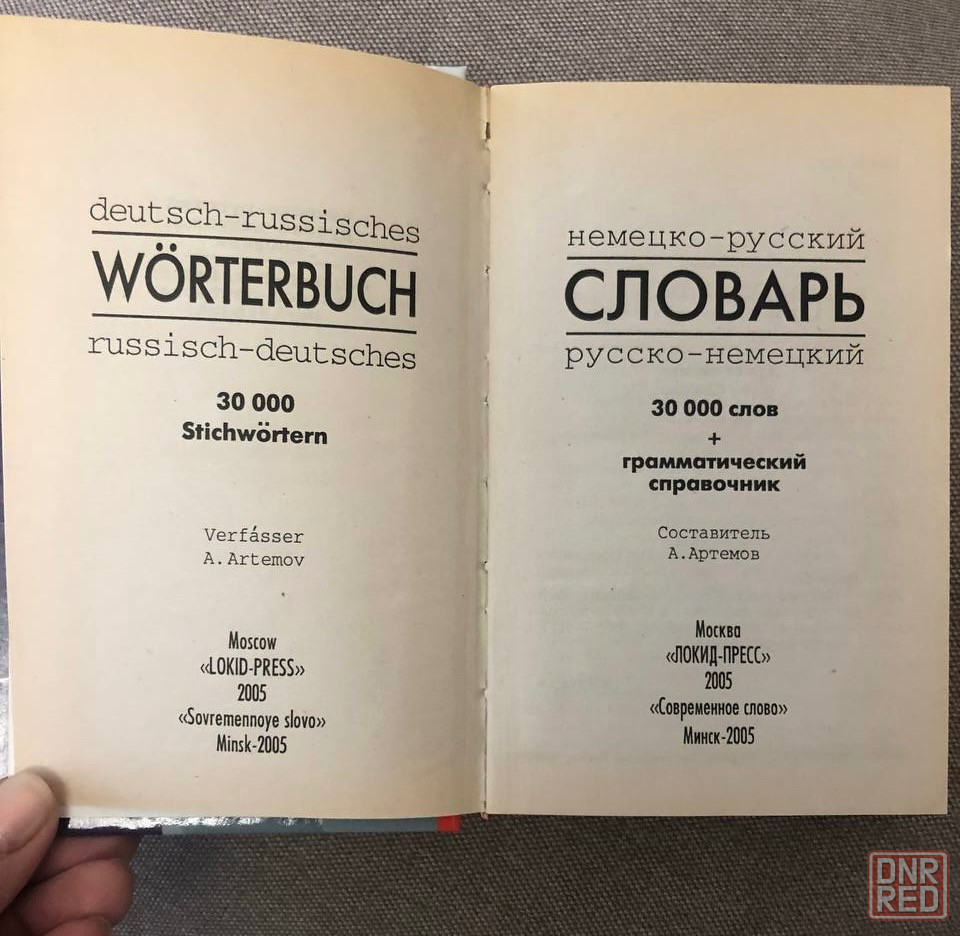 deutsch-russisches
WÖRTERBUCH
russisch-deutsches
30 000
Stichwörtern
Verfásser
A.Artemov
Moscow
«LOKID-PRESS»
2005
«Sovremennoye slovo»
Minsk-2005
немецко-русский
СЛОВАРЬ
русско-немецкий
30 000 слов
+
грамматический
справочник
Составитель
А.Артемов
Москва
«ЛОКИД-ПРЕСС»
2005
«Современное слово»
Минск-2005
DNR
RED